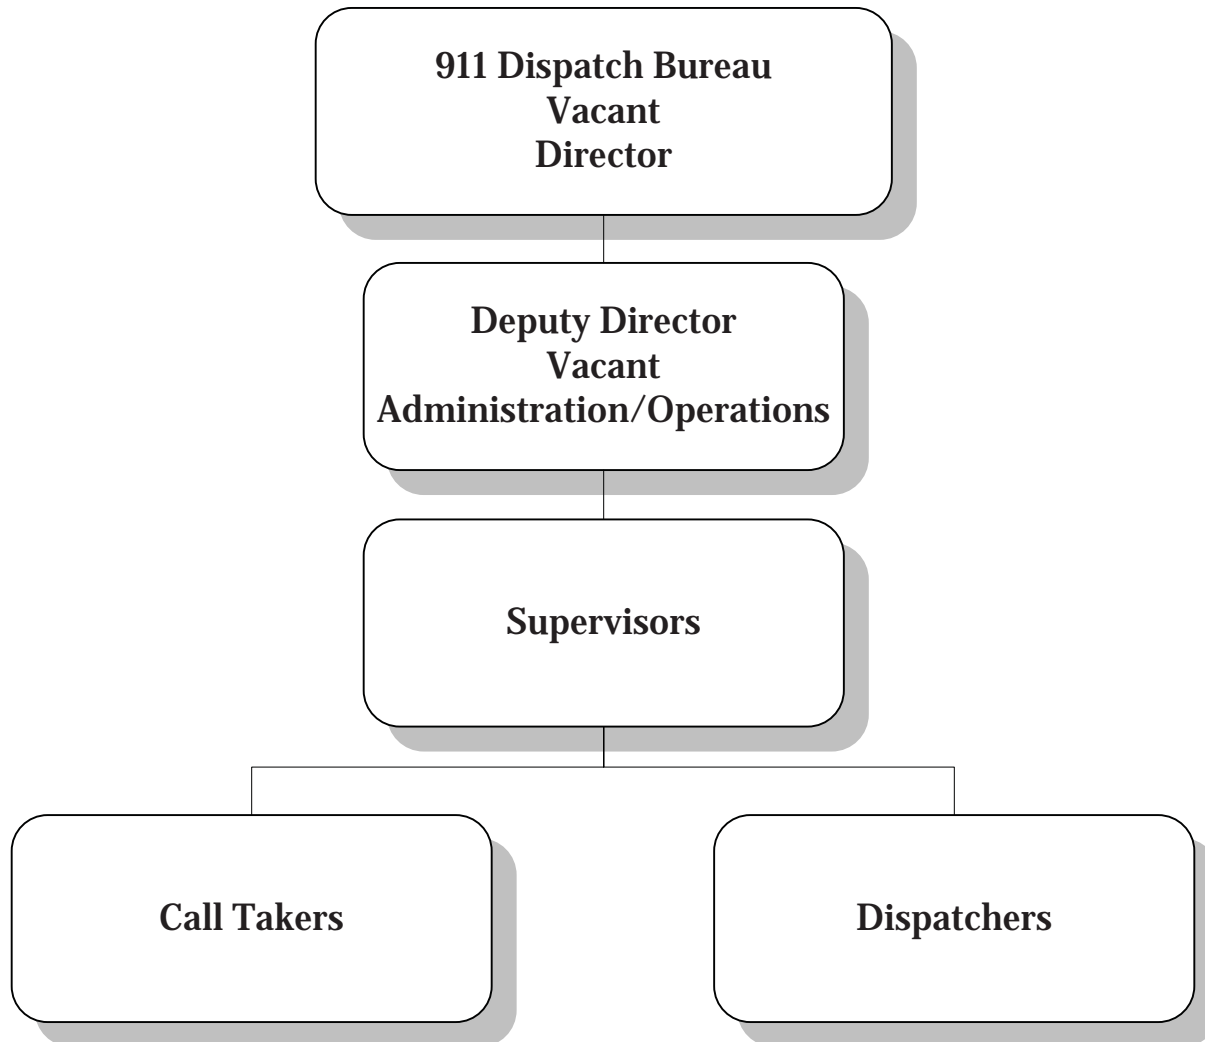 911 Dispatch Bureau
Vacant
Director
Deputy Director
Vacant
Administration/Operations
Supervisors
Call Takers
Dispatchers